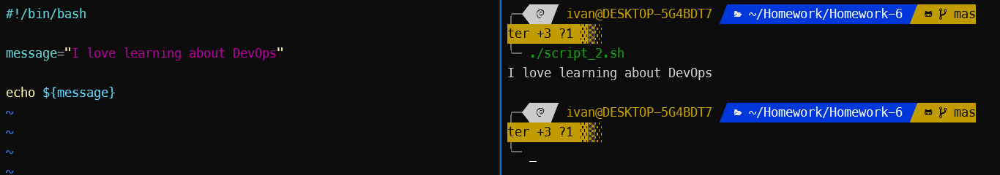 #!/bin/bash
message="I love learning about DevOps"
echo ${message}
~
~
~
~
ivan@DESKTOP-5G4BDT7 ~/Homework/Homework-6 mas
ter +3 ?1
./script_2.sh
I love learning about DevOps
ivan@DESKTOP-5G4BDT7 ~/Homework/Homework-6 mas
ter +3 ?1
_